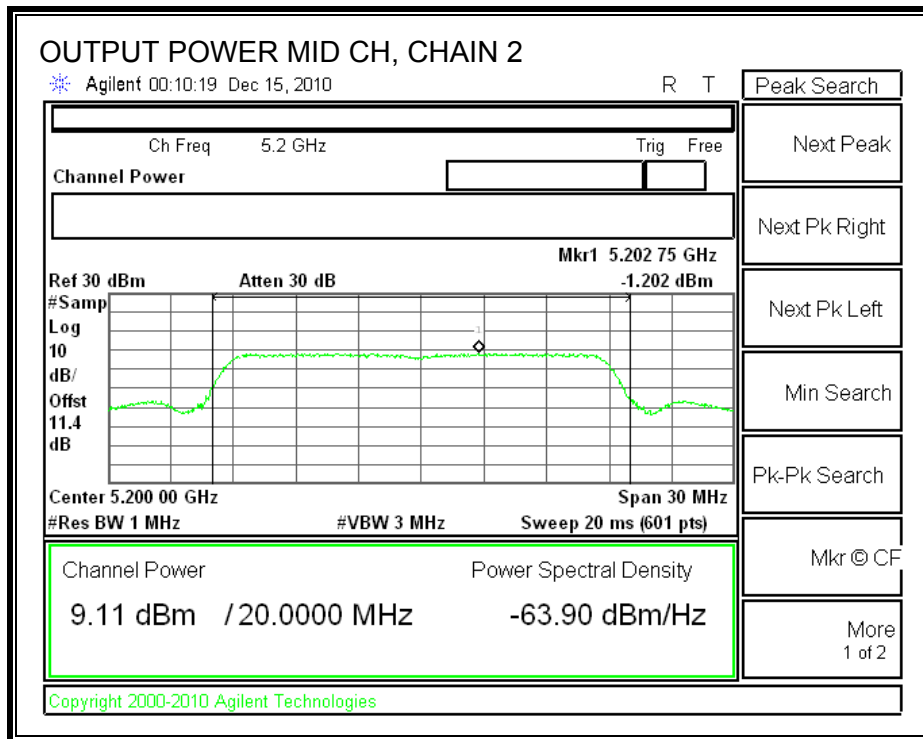 OUTPUT POWER MID CH, CHAIN 2
Agilent 00:10:19 Dec 15, 2010 R T
Peak Search
Ch Freq 5.2 GHz Trig Free
Channel Power
Next Peak
Next Pk Right
Mkr1 5.202 75 GHz
Ref 30 dBm Atten 30 dB -1.202 dBm
#Samp
Log
10
dB/
Offst
11.4
dB
1
Next Pk Left
Min Search
Pk-Pk Search
Center 5.200 00 GHz Span 30 MHz
#Res BW 1 MHz #VBW 3 MHz Sweep 20 ms (601 pts)
Channel Power Power Spectral Density
9.11 dBm / 20.0000 MHz -63.90 dBm/Hz
Mkr © CF
More
1 of 2
Copyright 2000-2010 Agilent Technologies